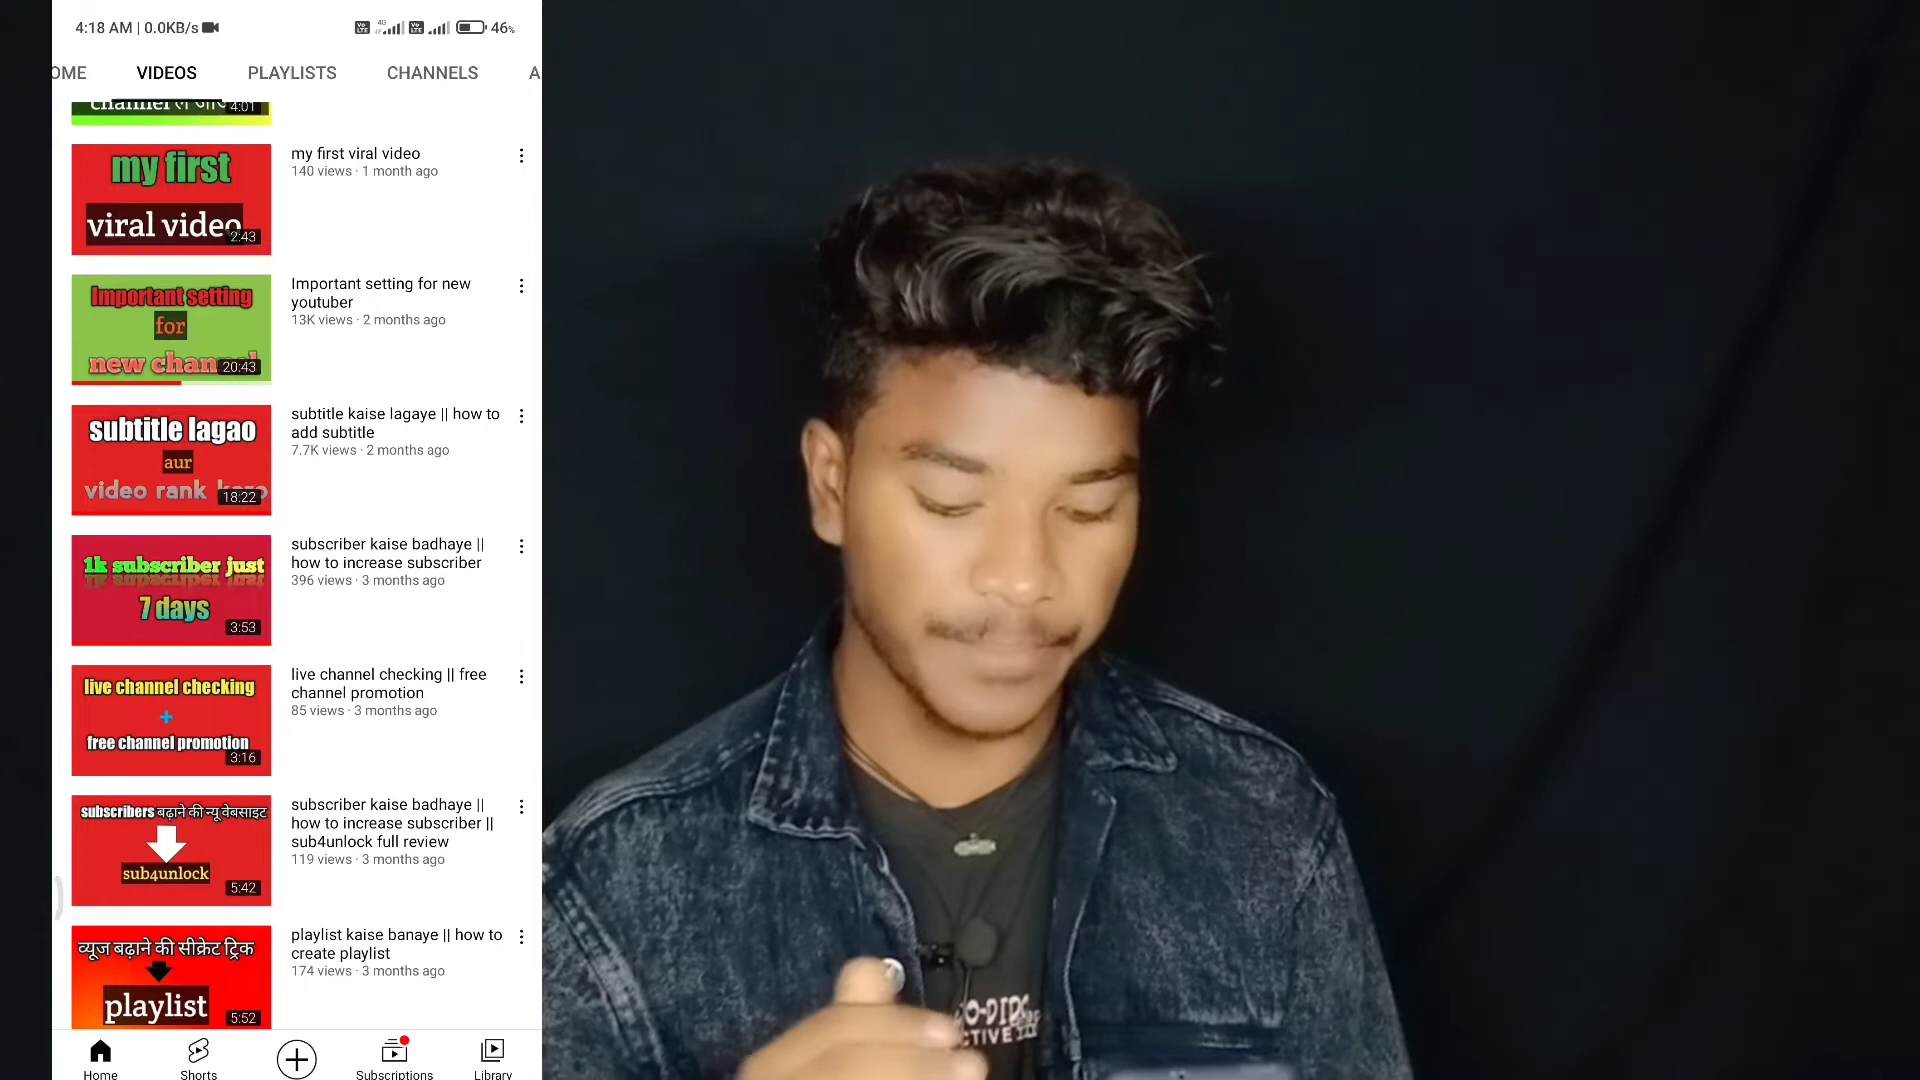 4:18 AM | 0.0KB/s
4G
46%
OME VIDEOS PLAYLISTS CHANNELS A
channel
4:01
my first
viral video
2:43
my first viral video
140 views · 1 month ago
Important setting
for
new channel
20:43
Important setting for new
youtuber
13K views · 2 months ago
subtitle lagao
aur
video rank karo
18:22
subtitle kaise lagaye || how to
add subtitle
7.7K views · 2 months ago
1k subscriber just
7 days
3:53
subscriber kaise badhaye ||
how to increase subscriber
396 views · 3 months ago
live channel checking
+
free channel promotion
3:16
live channel checking || free
channel promotion
85 views · 3 months ago
subscribers बढ़ाने की न्यू वेबसाइट
sub4unlock
5:42
subscriber kaise badhaye ||
how to increase subscriber ||
sub4unlock full review
119 views · 3 months ago
व्यूज बढ़ाने की सीक्रेट ट्रिक
playlist
5:52
playlist kaise banaye || how to
create playlist
174 views · 3 months ago
Home Shorts Subscriptions Library